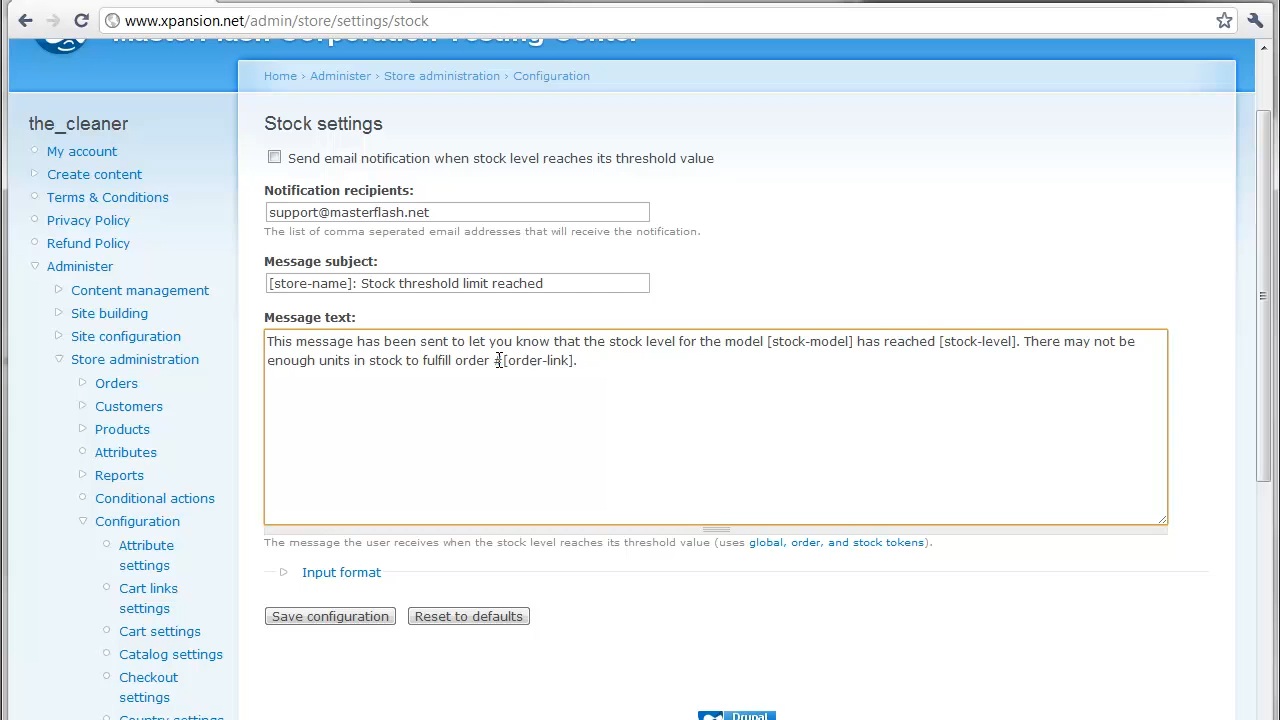 www.xpansion.net/admin/store/settings/stock
MasterFlash Corporation Testing Center
Home › Administer › Store administration › Configuration
the_cleaner
My account
Create content
Terms & Conditions
Privacy Policy
Refund Policy
Administer
Content management
Site building
Site configuration
Store administration
Orders
Customers
Products
Attributes
Reports
Conditional actions
Configuration
Attribute
settings
Cart links
settings
Cart settings
Catalog settings
Checkout
settings
Country settings
Stock settings
Send email notification when stock level reaches its threshold value
Notification recipients:
support@masterflash.net
The list of comma seperated email addresses that will receive the notification.
Message subject:
[store-name]: Stock threshold limit reached
Message text:
This message has been sent to let you know that the stock level for the model [stock-model] has reached [stock-level]. There may not be
enough units in stock to fulfill order #[order-link].
The message the user receives when the stock level reaches its threshold value (uses global, order, and stock tokens).
Input format
Save configuration
Reset to defaults
Drupal